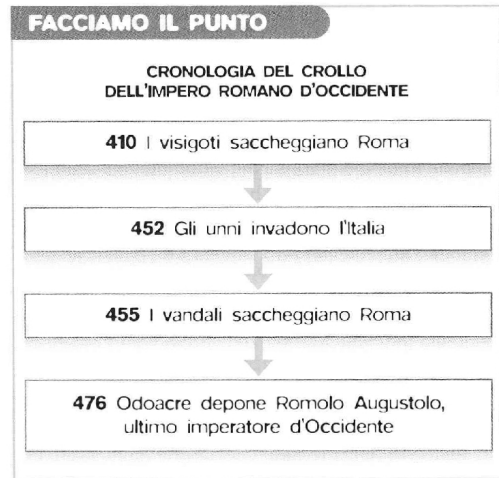 FACCIAMO IL PUNTO
CRONOLOGIA DEL CROLLO
DELL'IMPERO ROMANO D'OCCIDENTE
410 I visigoti saccheggiano Roma
452 Gli unni invadono l'Italia
455 I vandali saccheggiano Roma
476 Odoacre depone Romolo Augustolo,
ultimo imperatore d'Occidente